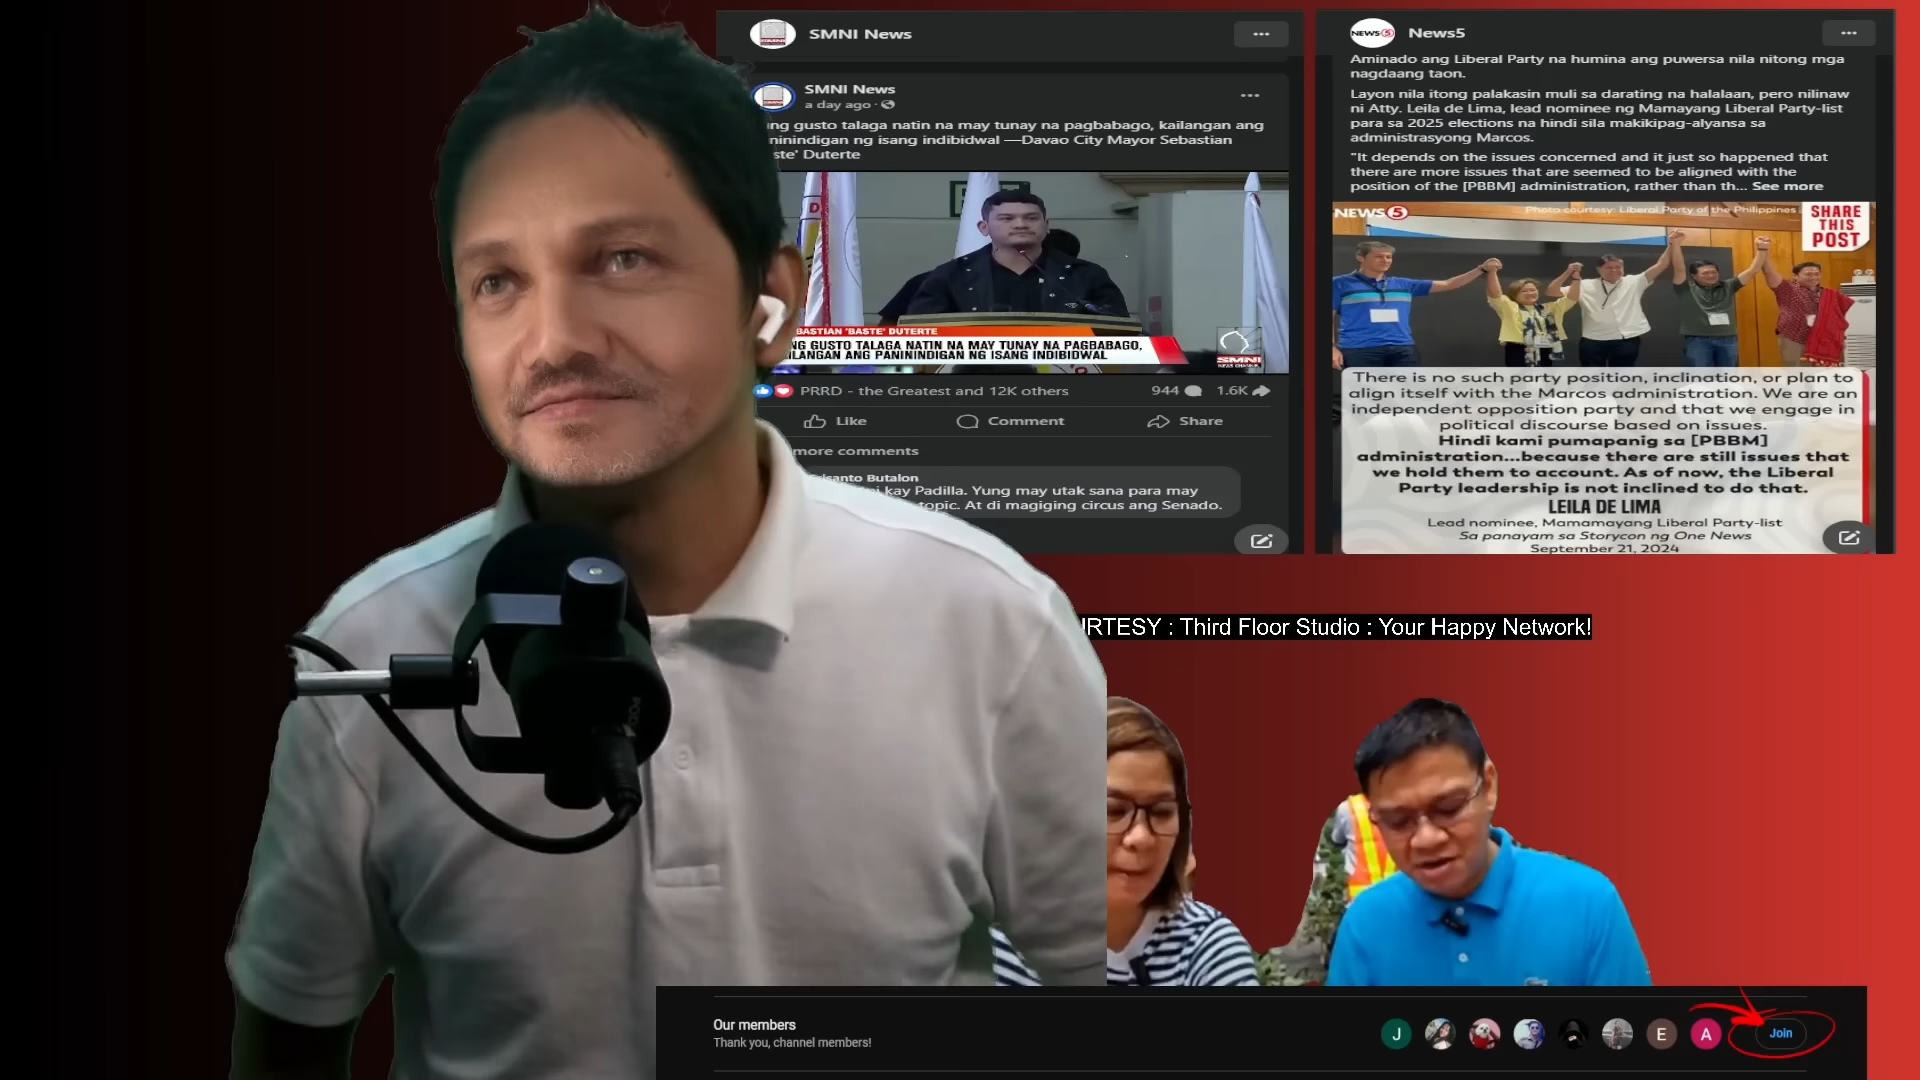 SMNI News
SMNI News
a day ago
ng gusto talaga natin na may tunay na pagbabago, kailangan ang
ninindigan ng isang indibidwal —Davao City Mayor Sebastian
ste' Duterte
BASTIAN 'BASTE' DUTERTE
NG GUSTO TALAGA NATIN NA MAY TUNAY NA PAGBABAGO,
ILANGAN ANG PANININDIGAN NG ISANG INDIBIDWAL
SMNI
PRRD - the Greatest and 12K others 944 1.6K
Like Comment Share
more comments
isanto Butalon
kay Padilla. Yung may utak sana para may
topic. At di magiging circus ang Senado.
NEWS5 News5
Aminado ang Liberal Party na humina ang puwersa nila nitong mga
nagdaang taon.
Layon nila itong palakasin muli sa darating na halalaan, pero nilinaw
ni Atty. Leila de Lima, lead nominee ng Mamayang Liberal Party-list
para sa 2025 elections na hindi sila makikipag-alyansa sa
administrasyong Marcos.
"It depends on the issues concerned and it just so happened that
there are more issues that are seemed to be aligned with the
position of the [PBBM] administration, rather than th... See more
NEWS5
Photo courtesy: Liberal Party of the Philippines
SHARE
THIS
POST
There is no such party position, inclination, or plan to
align itself with the Marcos administration. We are an
independent opposition party and that we engage in
political discourse based on issues.
Hindi kami pumapanig sa [PBBM]
administration...because there are still issues that
we hold them to account. As of now, the Liberal
Party leadership is not inclined to do that.
LEILA DE LIMA
Lead nominee, Mamamayang Liberal Party-list
Sa panayam sa Storycon ng One News
September 21, 2024
RTESY : Third Floor Studio : Your Happy Network!
Our members
Thank you, channel members!
J E A Join